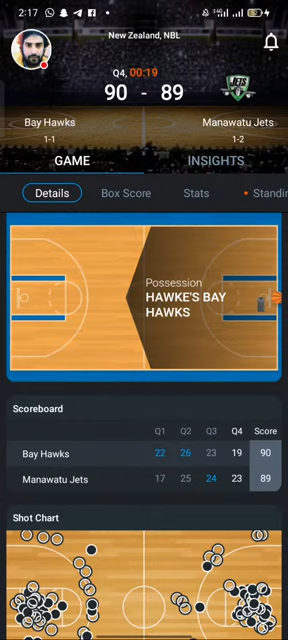 2:17
New Zealand, NBL
Q4, 00:19
90 - 89
JETS
Bay Hawks
Manawatu Jets
1-1
1-2
GAME
INSIGHTS
Details
Box Score
Stats
Standin
Possession
HAWKE'S BAY
HAWKS
Scoreboard
Q1 Q2 Q3 Q4 Score
Bay Hawks 22 26 23 19 90
Manawatu Jets 17 25 24 23 89
Shot Chart